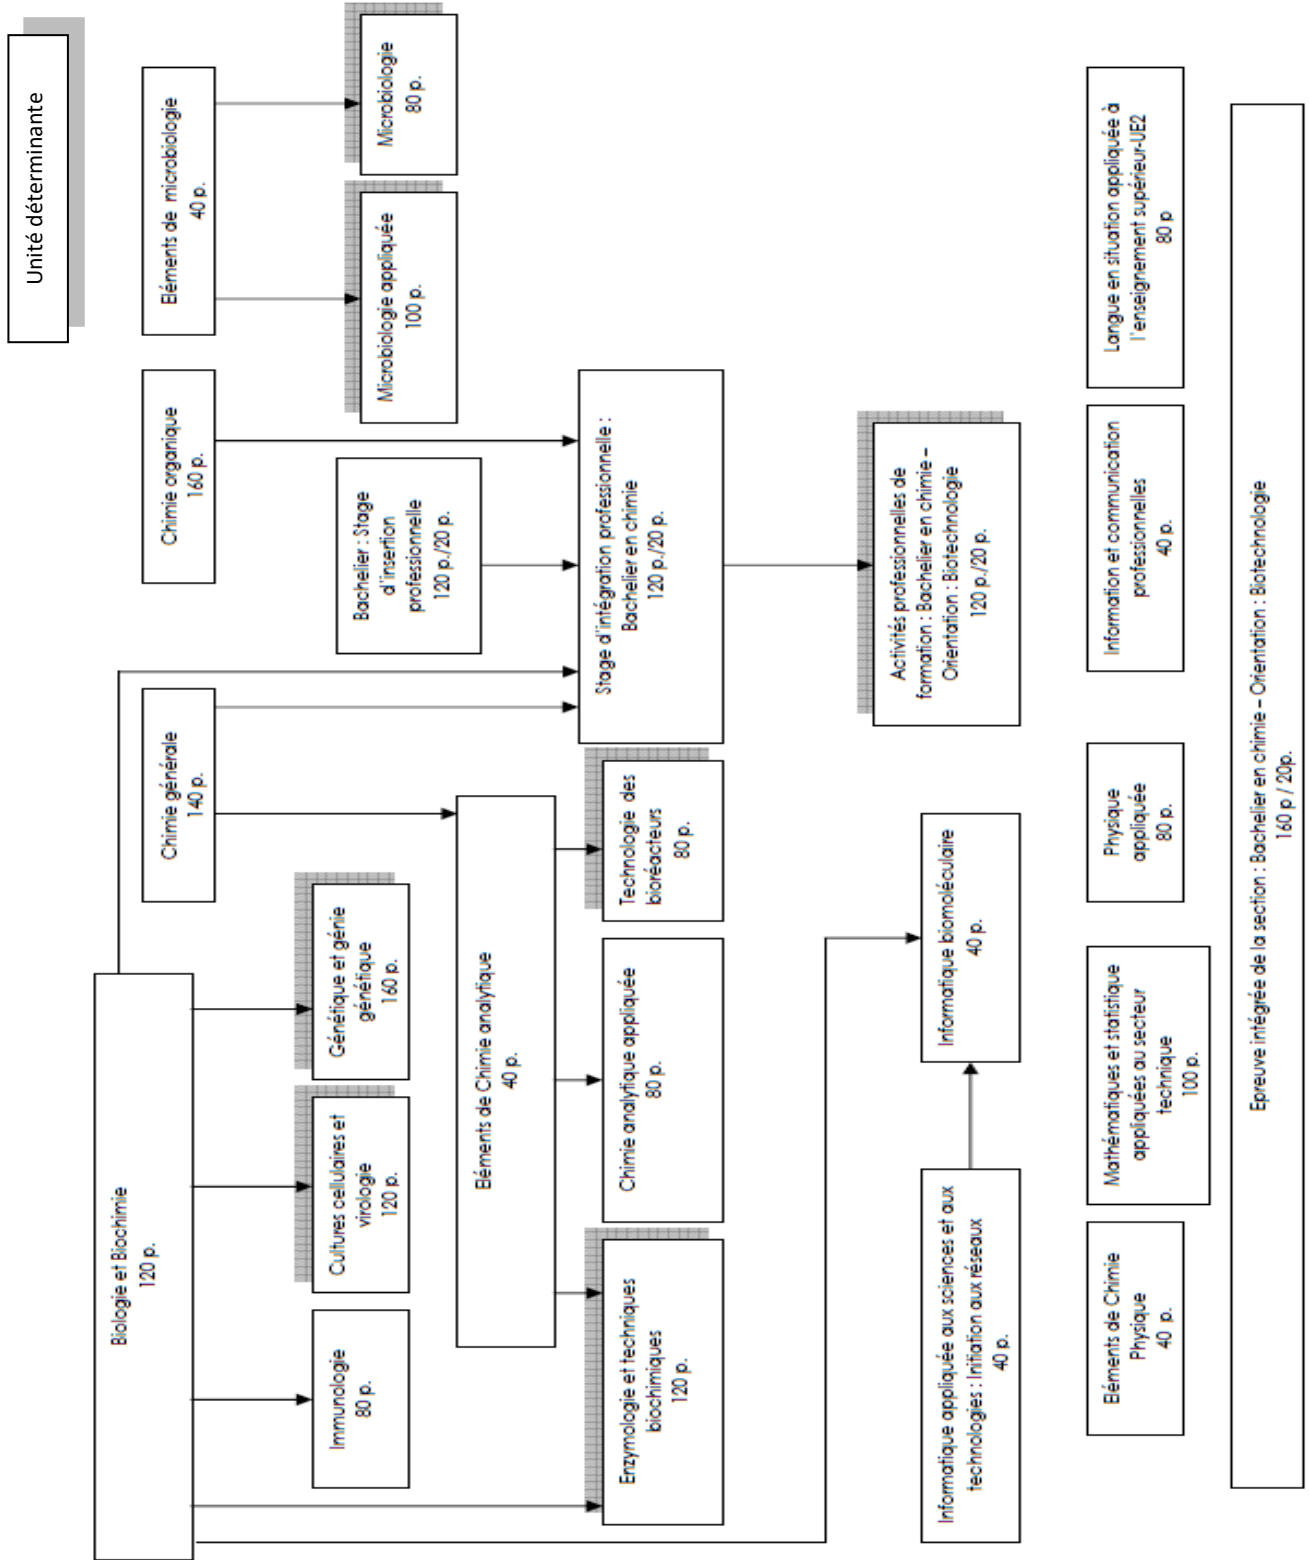 Unité déterminante
Biologie et Biochimie
120 p.
Chimie générale
140 p.
Chimie organique
160 p.
Eléments de microbiologie
40 p.
Immunologie
80 p.
Cultures cellulaires et
virologie
120 p.
Génétique et génie
génétique
160 p.
Bachelier : Stage
d'insertion
professionnelle
120 p./20 p.
Microbiologie appliquée
100 p.
Microbiologie
80 p.
Eléments de Chimie analytique
40 p.
Enzymologie et techniques
biochimiques
120 p.
Chimie analytique appliquée
80 p.
Technologie des
bioréacteurs
80 p.
Stage d'intégration professionnelle :
Bachelier en chimie
120 p./20 p.
Informatique appliquée aux sciences et aux
technologies : Initiation aux réseaux
40 p.
Informatique biomoléculaire
40 p.
Activités professionnelles de
formation : Bachelier en chimie –
Orientation : Biotechnologie
120 p./20 p.
Eléments de Chimie
Physique
40 p.
Mathématiques et statistique
appliquées au secteur
technique
100 p.
Physique
appliquée
80 p.
Information et communication
professionnelles
40 p.
Langue en situation appliquée à
l'enseignement supérieur-UE2
80 p
Epreuve intégrée de la section : Bachelier en chimie – Orientation : Biotechnologie
160 p / 20p.